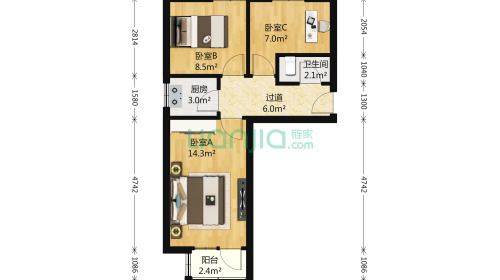 卧室C
7.0m²
卧室B
8.5m²
卫生间
2.1m²
厨房
3.0m²
过道
6.0m²
卧室A
14.3m²
阳台
2.4m²
2814
1580
4742
1086
2054
1040
1300
4742
1086
Lianjia
链家
.com